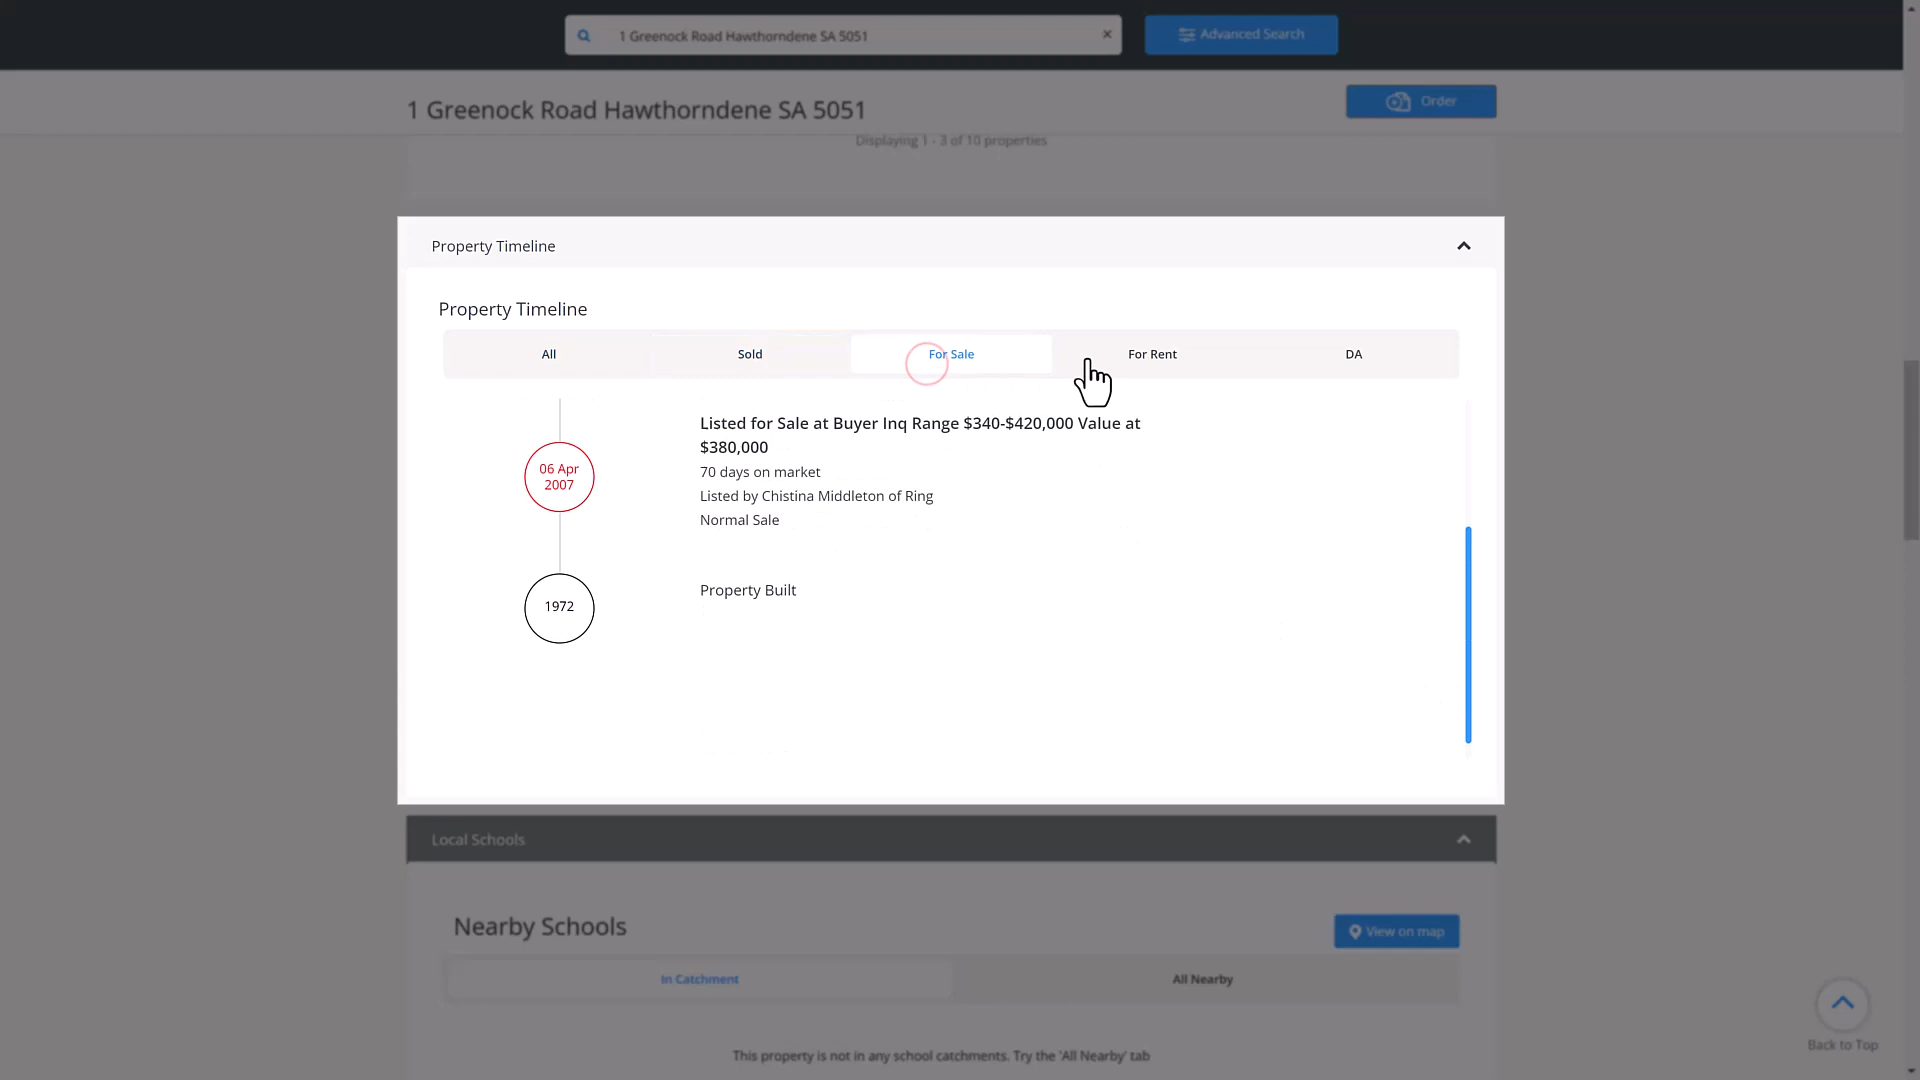 1 Greenock Road Hawthorndene SA 5051
×
Advanced Search
1 Greenock Road Hawthorndene SA 5051
Order
Displaying 1 - 3 of 10 properties
Property Timeline
Property Timeline
All
Sold
For Sale
For Rent
DA
06 Apr
2007
Listed for Sale at Buyer Inq Range $340-$420,000 Value at
$380,000
70 days on market
Listed by Chistina Middleton of Ring
Normal Sale
1972
Property Built
Local Schools
Nearby Schools
View on map
In Catchment
All Nearby
This property is not in any school catchments. Try the 'All Nearby' tab
Back to Top